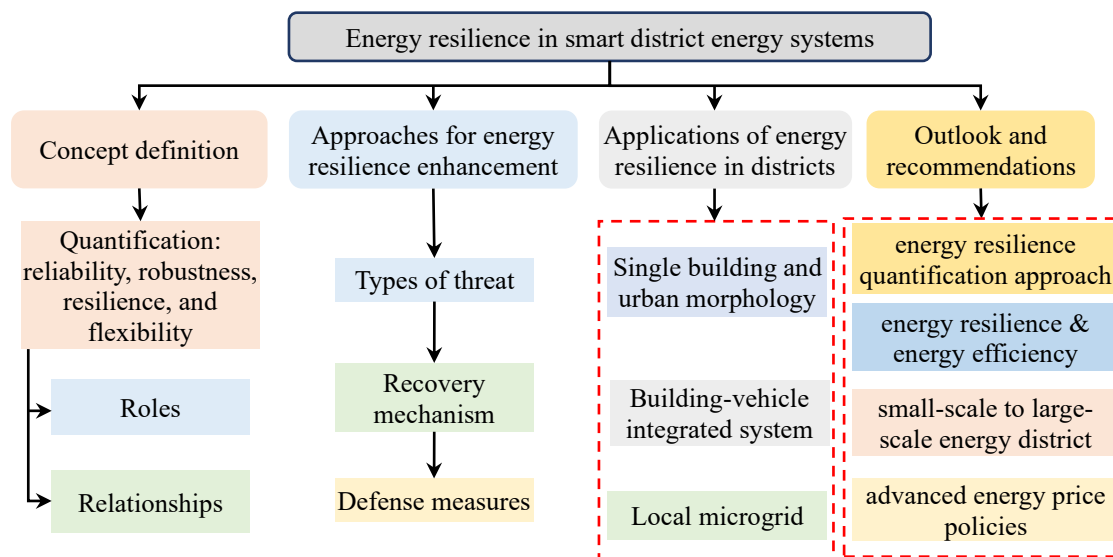 Energy resilience in smart district energy systems
Concept definition
Approaches for energy
resilience enhancement
Applications of energy
resilience in districts
Outlook and
recommendations
Quantification:
reliability, robustness,
resilience, and
flexibility
Roles
Relationships
Types of threat
Recovery
mechanism
Defense measures
Single building and
urban morphology
Building-vehicle
integrated system
Local microgrid
energy resilience
quantification approach
energy resilience &
energy efficiency
small-scale to large-
scale energy district
advanced energy price
policies